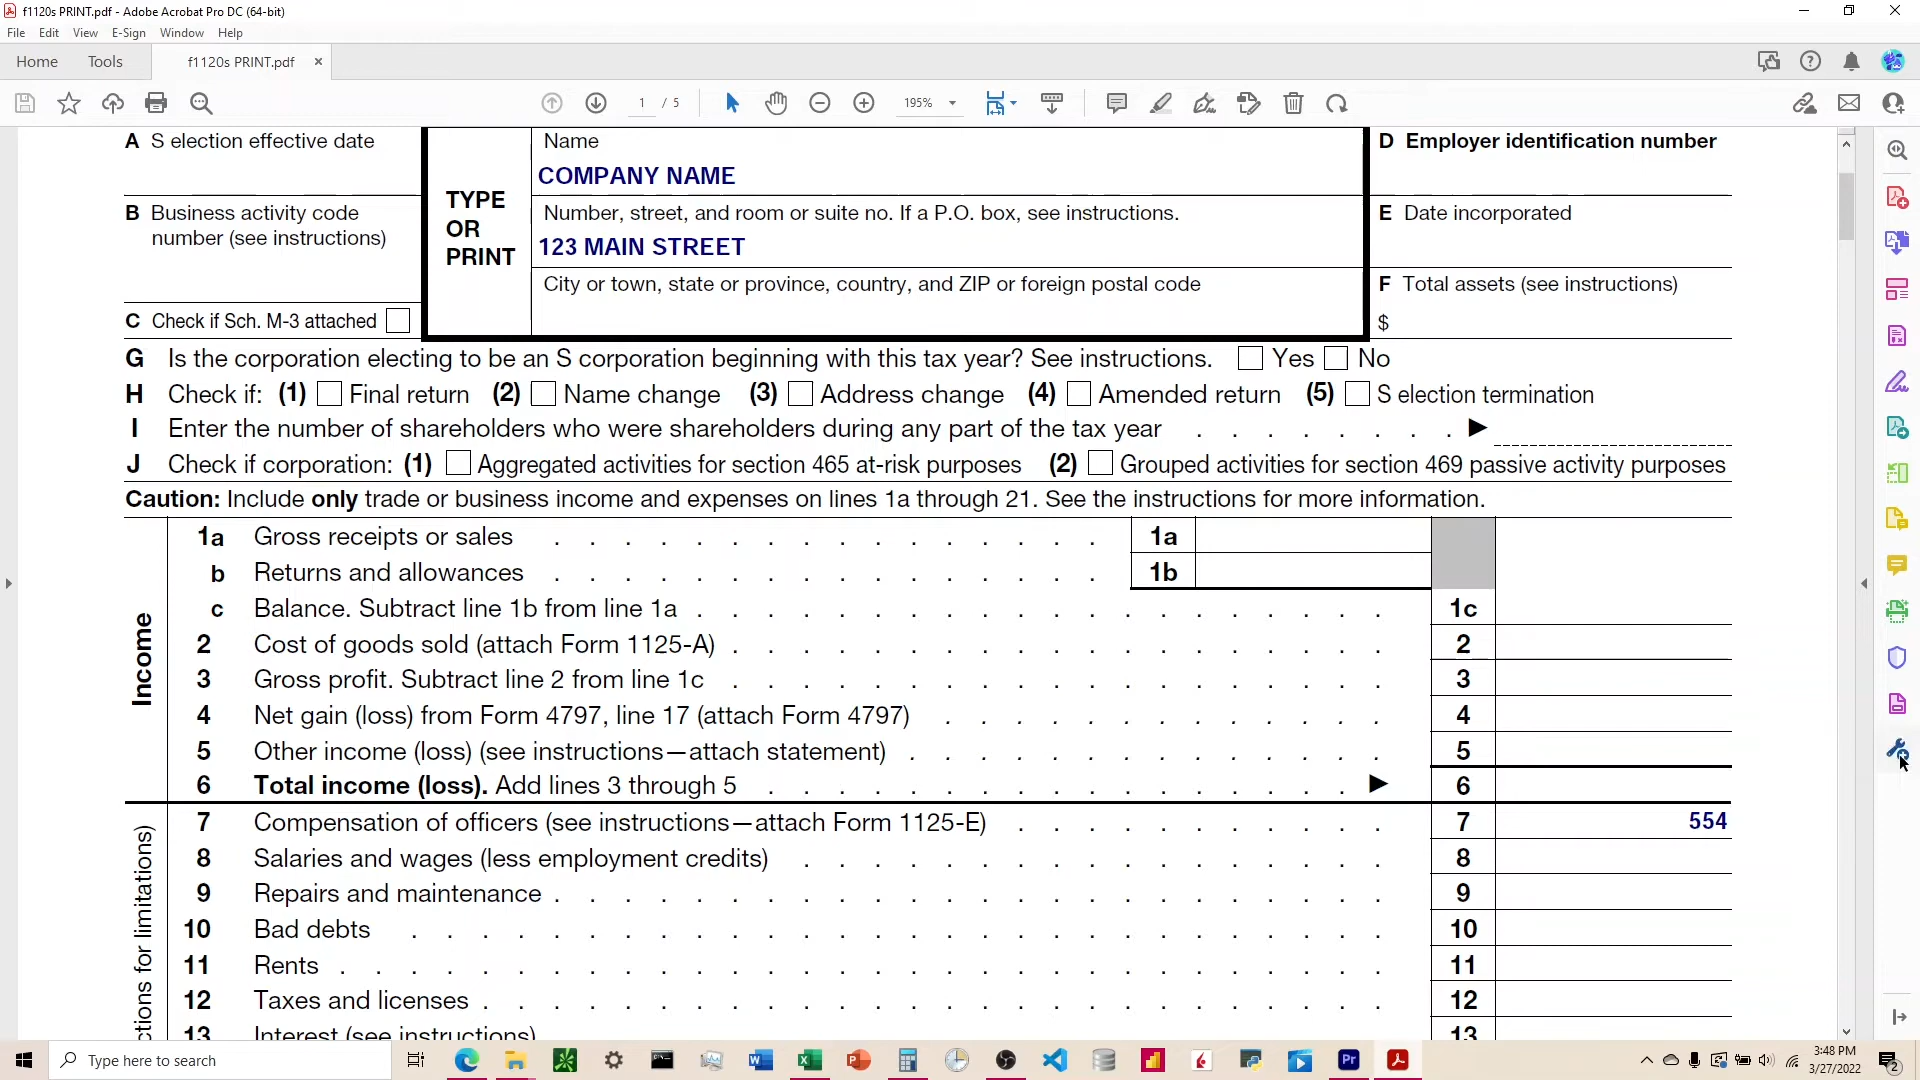 f1120s PRINT.pdf - Adobe Acrobat Pro DC (64-bit)
File Edit View E-Sign Window Help
Home Tools f1120s PRINT.pdf ×
1 / 5 195%
A S election effective date
Name
COMPANY NAME
D Employer identification number
TYPE
OR
PRINT
B Business activity code
number (see instructions)
Number, street, and room or suite no. If a P.O. box, see instructions.
123 MAIN STREET
E Date incorporated
City or town, state or province, country, and ZIP or foreign postal code
F Total assets (see instructions)
$
C Check if Sch. M-3 attached
G Is the corporation electing to be an S corporation beginning with this tax year? See instructions. Yes No
H Check if: (1) Final return (2) Name change (3) Address change (4) Amended return (5) S election termination
I Enter the number of shareholders who were shareholders during any part of the tax year . . . . . . . . ▶
J Check if corporation: (1) Aggregated activities for section 465 at-risk purposes (2) Grouped activities for section 469 passive activity purposes
Caution: Include only trade or business income and expenses on lines 1a through 21. See the instructions for more information.
Income
1a Gross receipts or sales . . . . . . . . . . . . . . . . 1a
b Returns and allowances . . . . . . . . . . . . . . . . 1b
c Balance. Subtract line 1b from line 1a . . . . . . . . . . . . . . . . . . . . 1c
2 Cost of goods sold (attach Form 1125-A) . . . . . . . . . . . . . . . . . . . 2
3 Gross profit. Subtract line 2 from line 1c . . . . . . . . . . . . . . . . . . . 3
4 Net gain (loss) from Form 4797, line 17 (attach Form 4797) . . . . . . . . . . . . . 4
5 Other income (loss) (see instructions—attach statement) . . . . . . . . . . . . . . 5
6 Total income (loss). Add lines 3 through 5 . . . . . . . . . . . . . . . . . ▶ 6
ctions for limitations)
7 Compensation of officers (see instructions—attach Form 1125-E) . . . . . . . . . . . 7 554
8 Salaries and wages (less employment credits) . . . . . . . . . . . . . . . . . 8
9 Repairs and maintenance . . . . . . . . . . . . . . . . . . . . . . . . 9
10 Bad debts . . . . . . . . . . . . . . . . . . . . . . . . . . . . 10
11 Rents . . . . . . . . . . . . . . . . . . . . . . . . . . . . . . 11
12 Taxes and licenses . . . . . . . . . . . . . . . . . . . . . . . . . . 12
13 Interest (see instructions) 13
Type here to search
3:48 PM
3/27/2022
2